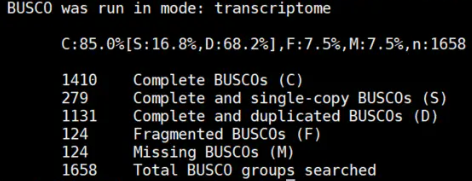 BUSCO was run in mode: transcriptome
C:85.0%[S:16.8%,D:68.2%],F:7.5%,M:7.5%,n:1658
1410 Complete BUSCOs (C)
279 Complete and single-copy BUSCOs (S)
1131 Complete and duplicated BUSCOs (D)
124 Fragmented BUSCOs (F)
124 Missing BUSCOs (M)
1658 Total BUSCO groups searched